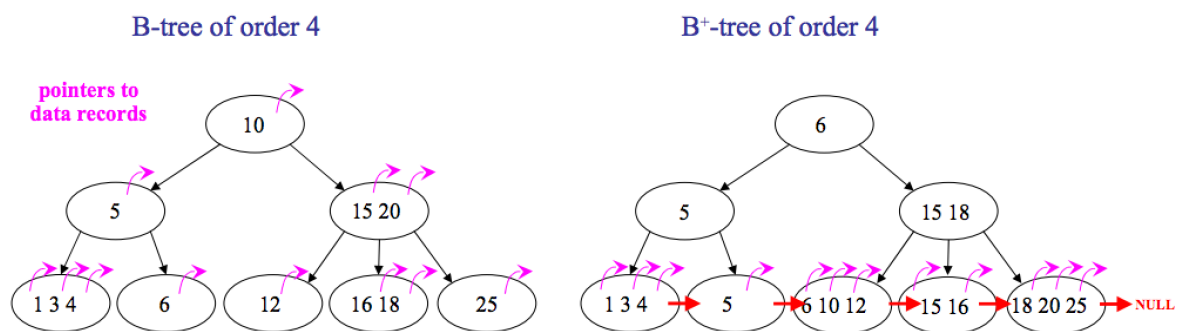 B-tree of order 4
B⁺-tree of order 4
pointers to
data records
10
5
15 20
1 3 4
6
12
16 18
25
6
5
15 18
1 3 4
5
6 10 12
15 16
18 20 25
NULL